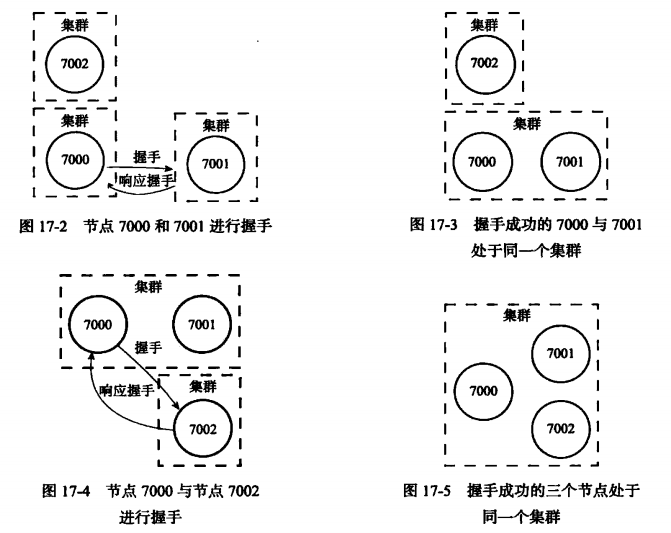 集群
7002
集群
7000
握手
响应握手
集群
7001
图 17-2 节点 7000 和 7001 进行握手
集群
7002
集群
7000
7001
图 17-3 握手成功的 7000 与 7001
处于同一个集群
集群
7000
7001
握手
响应握手
集群
7002
图 17-4 节点 7000 与节点 7002
进行握手
集群
7001
7000
7002
图 17-5 握手成功的三个节点处于
同一个集群